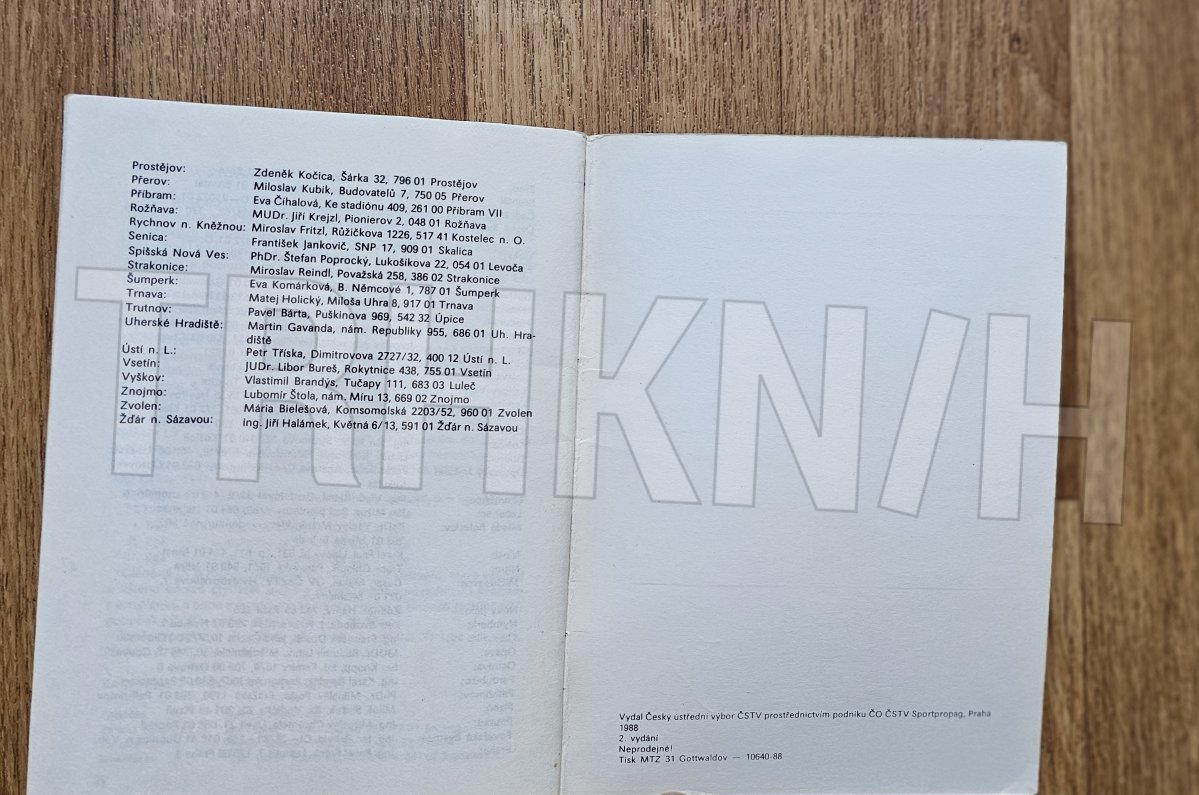 Prostějov: Zdeněk Kočica, Šárka 32, 796 01 Prostějov
Přerov: Miloslav Kubík, Budovatelů 7, 750 05 Přerov
Příbram: Eva Číhalová, Ke stadiónu 409, 261 00 Příbram VII
Rožňava: MUDr. Jiří Krejzl, Pionierov 2, 048 01 Rožňava
Rychnov n. Kněžnou: Miroslav Fritzl, Růžičkova 1226, 517 41 Kostelec n. O.
Senica: František Jankovič, SNP 17, 909 01 Skalica
Spišská Nová Ves: PhDr. Štefan Poprocký, Lukošíkova 22, 054 01 Levoča
Strakonice: Miroslav Reindl, Považská 258, 386 02 Strakonice
Šumperk: Eva Komárková, B. Němcové 1, 787 01 Šumperk
Trnava: Matej Holický, Miloša Uhra 8, 917 01 Trnava
Trutnov: Pavel Bárta, Puškinova 969, 542 32 Úpice
Uherské Hradiště: Martin Gavanda, nám. Republiky 955, 686 01 Uh. Hra-
diště
Ústí n. L.: Petr Tříska, Dimitrovova 2727/32, 400 12 Ústí n. L.
Vsetín: JUDr. Libor Bureš, Rokytnice 438, 755 01 Vsetín
Vyškov: Vlastimil Brandýs, Tučapy 111, 683 03 Luleč
Znojmo: Lubomír Štola, nám. Míru 13, 669 02 Znojmo
Zvolen: Mária Bielešová, Komsomolská 2203/52, 960 01 Zvolen
Žďár n. Sázavou: ing. Jiří Halámek, Květná 6/13, 591 01 Žďár n. Sázavou
TRHKNIH
Vydal Český ústřední výbor ČSTV prostřednictvím podniku ČO ČSTV Sportpropag, Praha
1988
2. vydání
Neprodejné!
Tisk MTZ 31 Gottwaldov — 10640-88